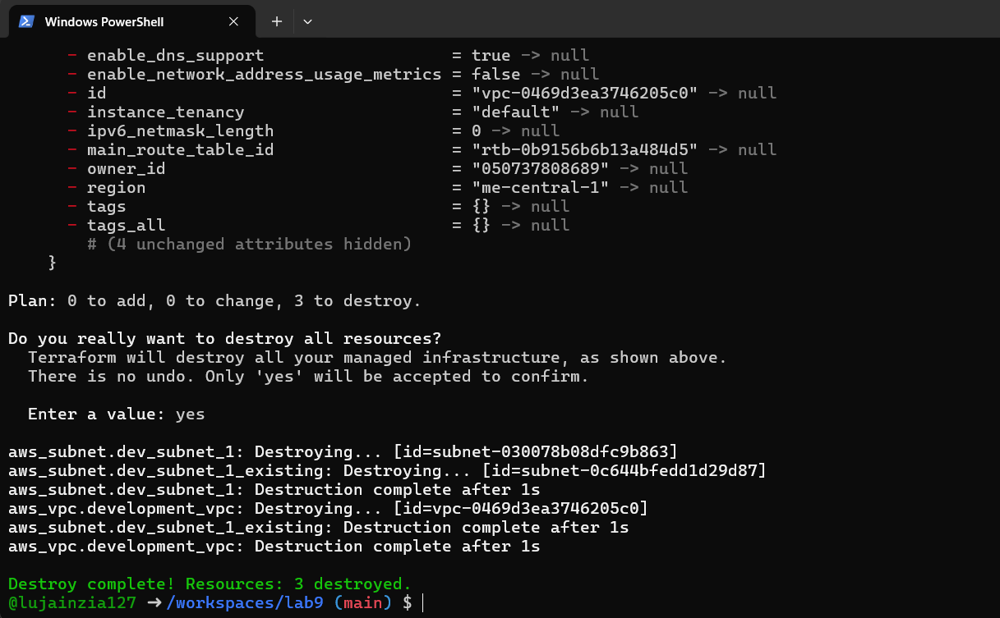 Windows PowerShell
- enable_dns_support = true -> null
- enable_network_address_usage_metrics = false -> null
- id = "vpc-0469d3ea3746205c0" -> null
- instance_tenancy = "default" -> null
- ipv6_netmask_length = 0 -> null
- main_route_table_id = "rtb-0b9156b6b13a484d5" -> null
- owner_id = "050737808689" -> null
- region = "me-central-1" -> null
- tags = {} -> null
- tags_all = {} -> null
# (4 unchanged attributes hidden)
}
Plan: 0 to add, 0 to change, 3 to destroy.
Do you really want to destroy all resources?
Terraform will destroy all your managed infrastructure, as shown above.
There is no undo. Only 'yes' will be accepted to confirm.
Enter a value: yes
aws_subnet.dev_subnet_1: Destroying... [id=subnet-030078b08dfc9b863]
aws_subnet.dev_subnet_1_existing: Destroying... [id=subnet-0c644bfedd1d29d87]
aws_subnet.dev_subnet_1: Destruction complete after 1s
aws_vpc.development_vpc: Destroying... [id=vpc-0469d3ea3746205c0]
aws_subnet.dev_subnet_1_existing: Destruction complete after 1s
aws_vpc.development_vpc: Destruction complete after 1s
Destroy complete! Resources: 3 destroyed.
@lujainzia127 ➜ /workspaces/lab9 (main) $